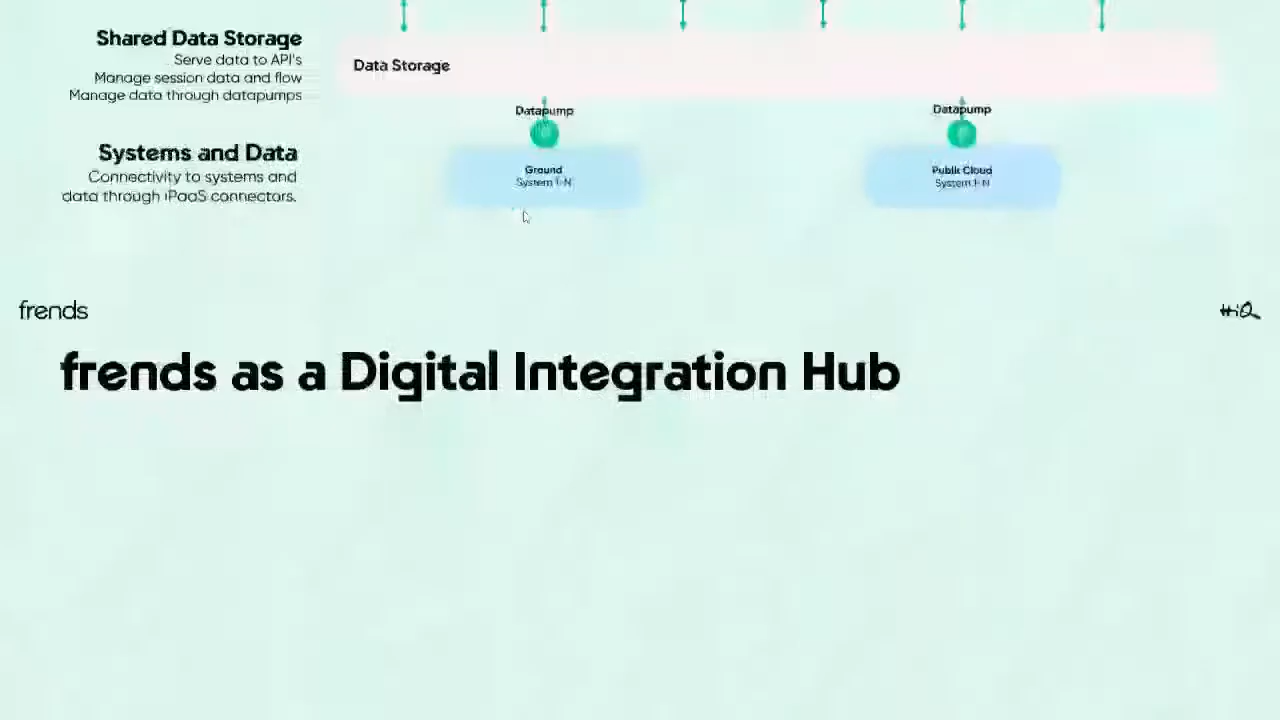 Shared Data Storage
Serve data to API's
Manage session data and flow
Manage data through datapumps
Data Storage
Datapump
Datapump
Systems and Data
Connectivity to systems and
data through iPaaS connectors.
Ground
System 1-N
Public Cloud
System 1-N
frends
HiQ
frends as a Digital Integration Hub